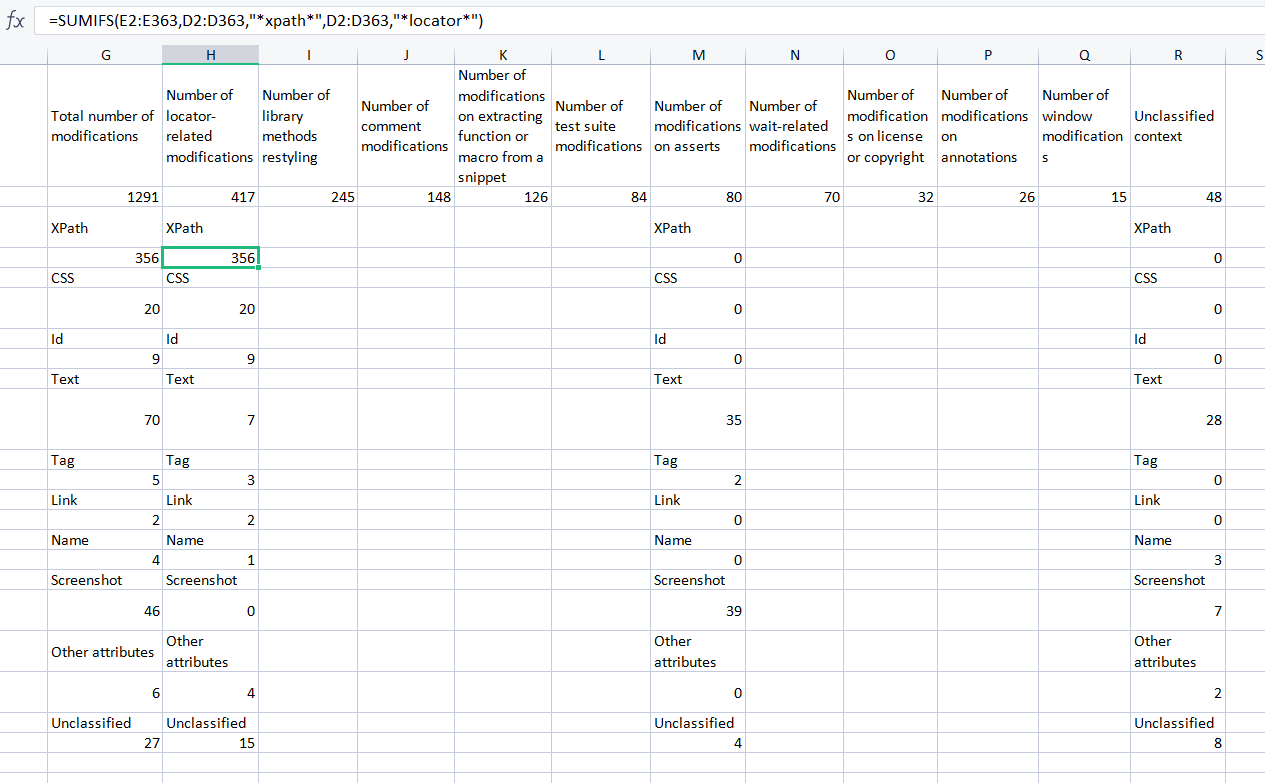 fx =SUMIFS(E2:E363,D2:D363,"*xpath*",D2:D363,"*locator*")
G H I J K L M N O P Q R S
Total number of
modifications
Number of
locator-
related
modifications
Number of
library
methods
restyling
Number of
comment
modifications
Number of
modifications
on extracting
function or
macro from a
snippet
Number of
test suite
modifications
Number of
modifications
on asserts
Number of
wait-related
modifications
Number of
modification
s on license
or copyright
Number of
modifications
on
annotations
Number of
window
modification
s
Unclassified
context
1291 417 245 148 126 84 80 70 32 26 15 48
XPath XPath XPath XPath
356 356 0 0
CSS CSS CSS CSS
20 20 0 0
Id Id Id Id
9 9 0 0
Text Text Text Text
70 7 35 28
Tag Tag Tag Tag
5 3 2 0
Link Link Link Link
2 2 0 0
Name Name Name Name
4 1 0 3
Screenshot Screenshot Screenshot Screenshot
46 0 39 7
Other attributes
Other
attributes
Other
attributes
Other
attributes
6 4 0 2
Unclassified Unclassified Unclassified Unclassified
27 15 4 8